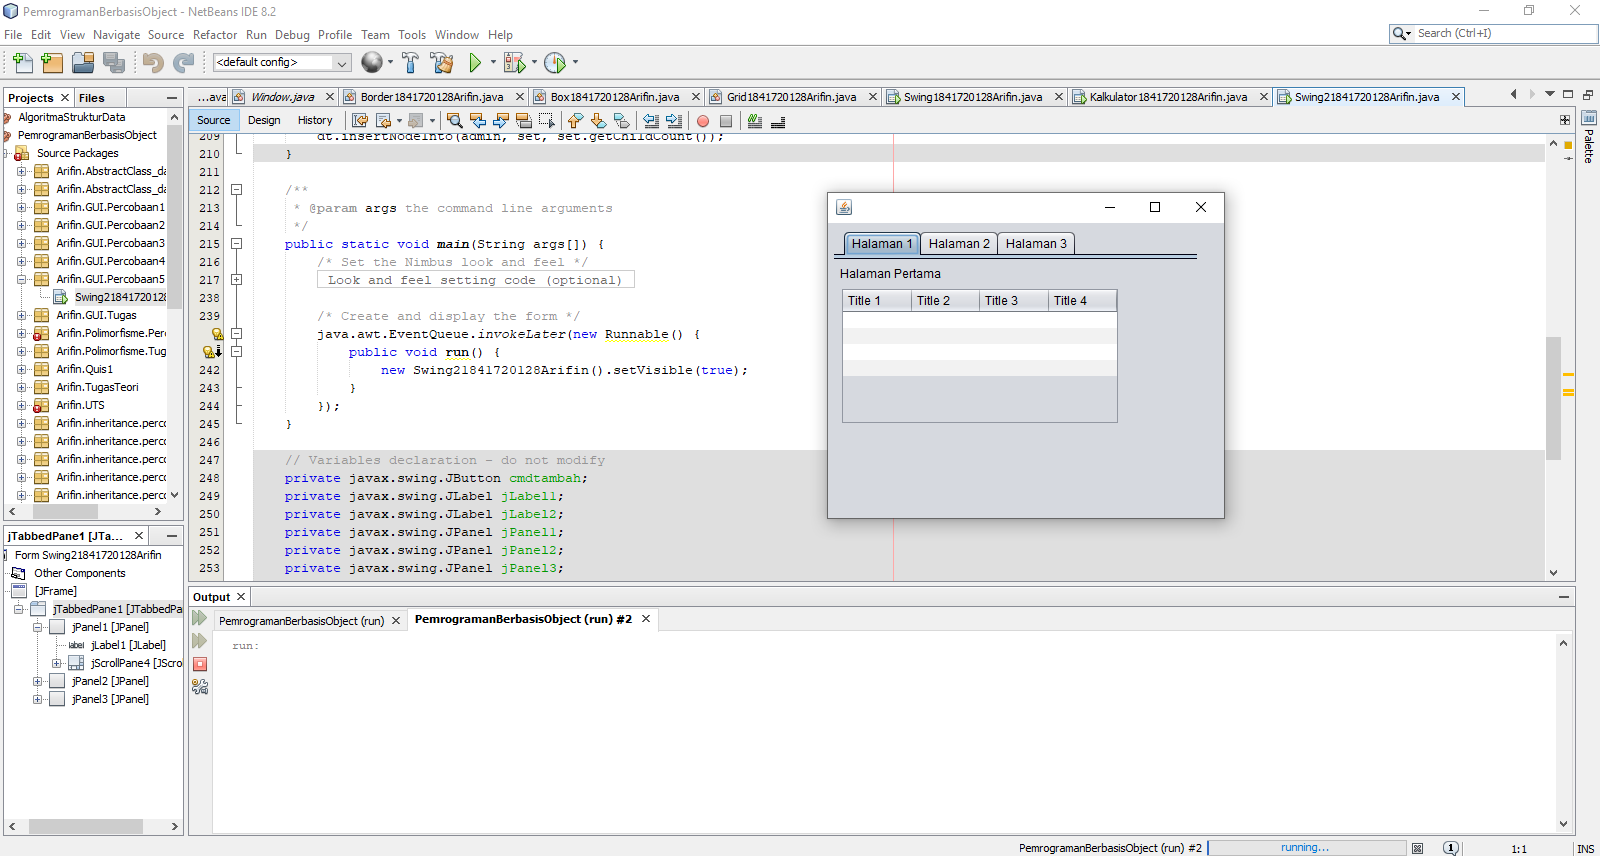 PemrogramanBerbasisObject - NetBeans IDE 8.2
File Edit View Navigate Source Refactor Run Debug Profile Team Tools Window Help
Search (Ctrl+I)
<default config>
Projects Files
AlgoritmaStrukturData
PemrogramanBerbasisObject
Source Packages
Arifin.AbstractClass_da
Arifin.AbstractClass_da
Arifin.GUI.Percobaan1
Arifin.GUI.Percobaan2
Arifin.GUI.Percobaan3
Arifin.GUI.Percobaan4
Arifin.GUI.Percobaan5
Swing21841720128
Arifin.GUI.Tugas
Arifin.Polimorfisme.Per
Arifin.Polimorfisme.Tug
Arifin.Quis1
Arifin.TugasTeori
Arifin.UTS
Arifin.inheritance.perco
Arifin.inheritance.perco
Arifin.inheritance.perco
Arifin.inheritance.perco
jTabbedPane1 [JTa...
Form Swing21841720128Arifin
Other Components
[JFrame]
jTabbedPane1 [JTabbedPa
jPanel1 [JPanel]
label jLabel1 [JLabel]
jScrollPane4 [JScro
jPanel2 [JPanel]
jPanel3 [JPanel]
...ava Window.java Border1841720128Arifin.java Box1841720128Arifin.java Grid1841720128Arifin.java Swing1841720128Arifin.java Kalkulator1841720128Arifin.java Swing21841720128Arifin.java
Source Design History
209 dt.insertNodeInto(admin, set, set.getChildCount());
210 }
211
212 /**
213 * @param args the command line arguments
214 */
215 public static void main(String args[]) {
216 /* Set the Nimbus look and feel */
217 Look and feel setting code (optional)
238
239 /* Create and display the form */
java.awt.EventQueue.invokeLater(new Runnable() {
public void run() {
242 new Swing21841720128Arifin().setVisible(true);
243 }
244 });
245 }
246
247 // Variables declaration - do not modify
248 private javax.swing.JButton cmdtambah;
249 private javax.swing.JLabel jLabel1;
250 private javax.swing.JLabel jLabel2;
251 private javax.swing.JPanel jPanel1;
252 private javax.swing.JPanel jPanel2;
253 private javax.swing.JPanel jPanel3;
Halaman 1 Halaman 2 Halaman 3
Halaman Pertama
Title 1 Title 2 Title 3 Title 4
Palette
Output
PemrogramanBerbasisObject (run) PemrogramanBerbasisObject (run) #2
run:
PemrogramanBerbasisObject (run) #2 running... 1 1:1 INS